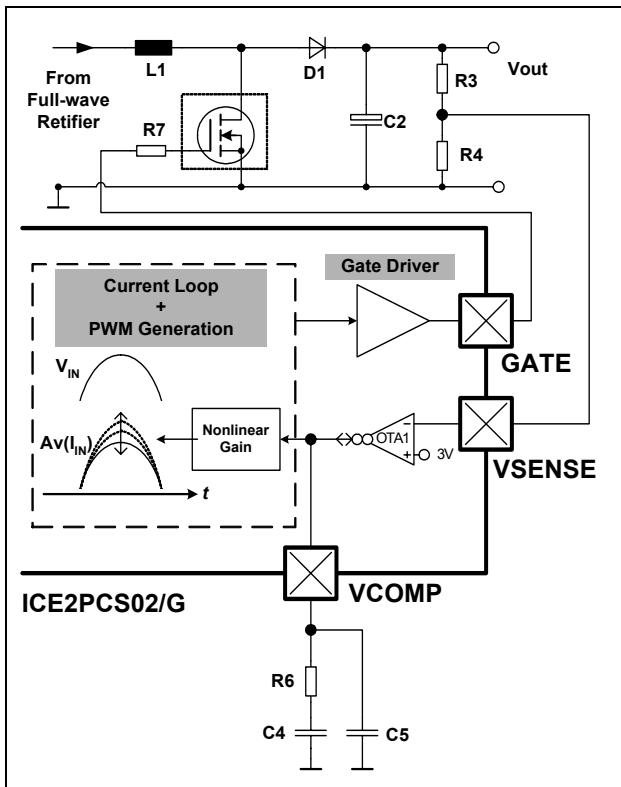 From
Full-wave
Retifier
L1
D1
R3
Vout
R7
C2
R4
Current Loop
+
PWM Generation
Gate Driver
GATE
VIN
Av(IIN)
t
Nonlinear
Gain
OTA1
-
+
3V
VSENSE
ICE2PCS02/G
VCOMP
R6
C4
C5